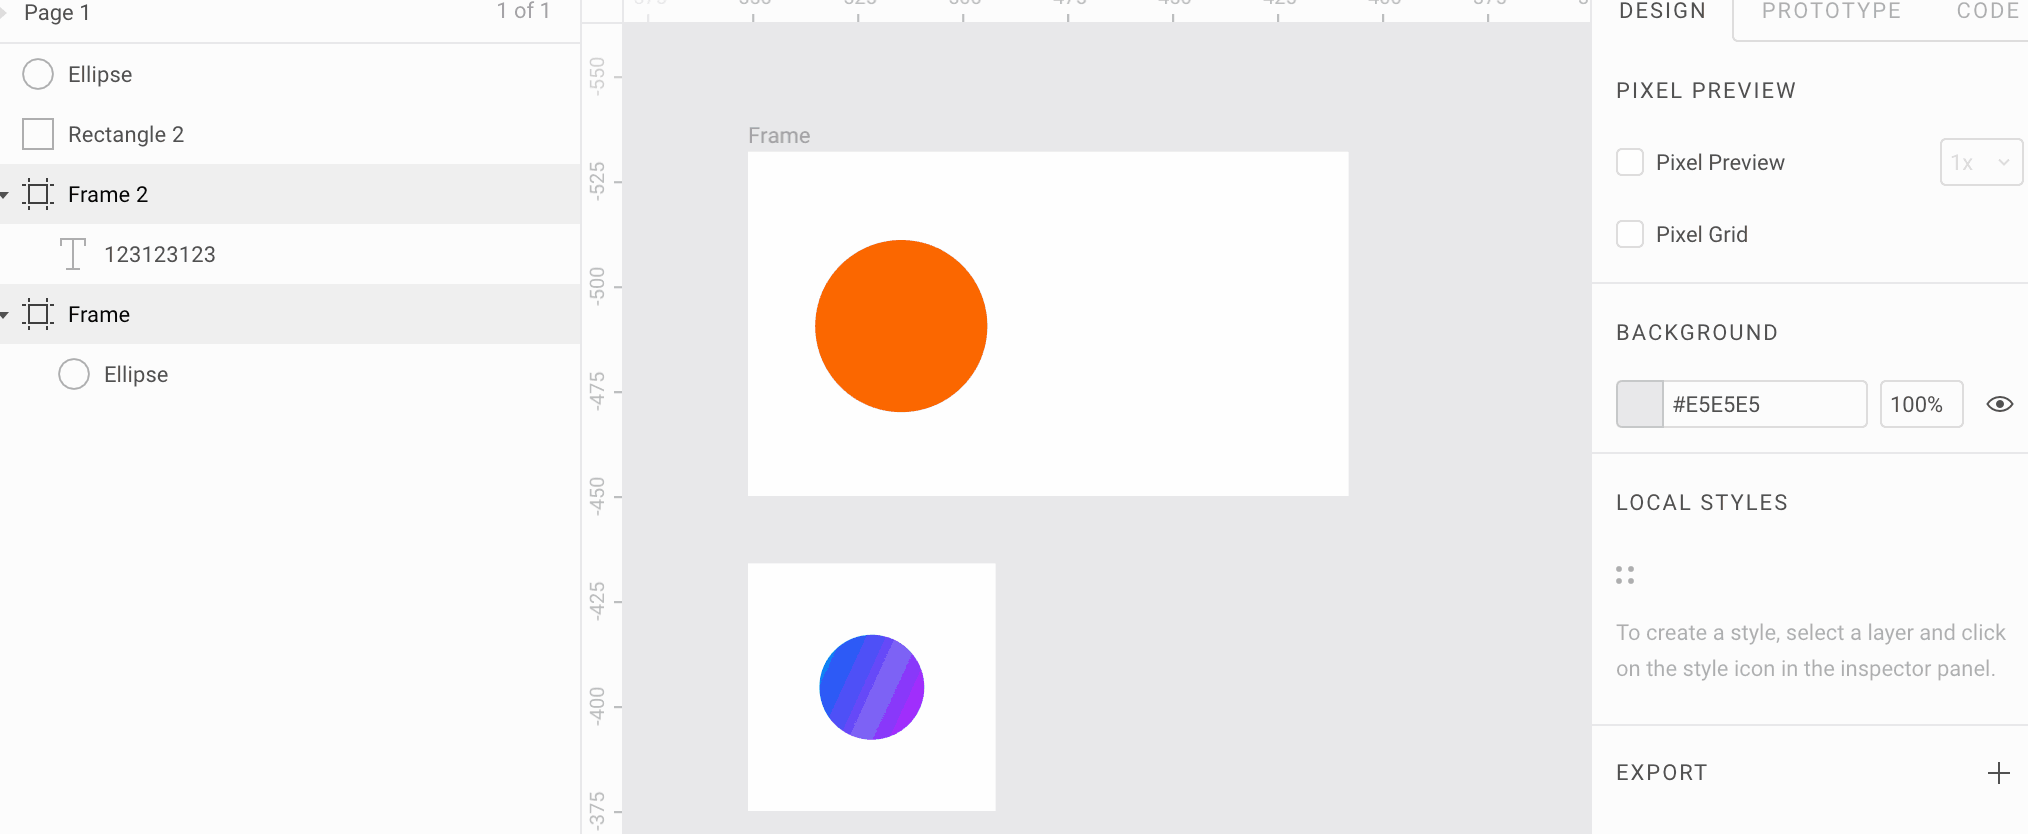 Page 1
1 of 1
Ellipse
Rectangle 2
Frame 2
123123123
Frame
Ellipse
-550
-525
-500
-475
-450
-425
-400
-375
Frame
DESIGN
PROTOTYPE
CODE
PIXEL PREVIEW
Pixel Preview
1x
Pixel Grid
BACKGROUND
#E5E5E5
100%
LOCAL STYLES
To create a style, select a layer and click
on the style icon in the inspector panel.
EXPORT